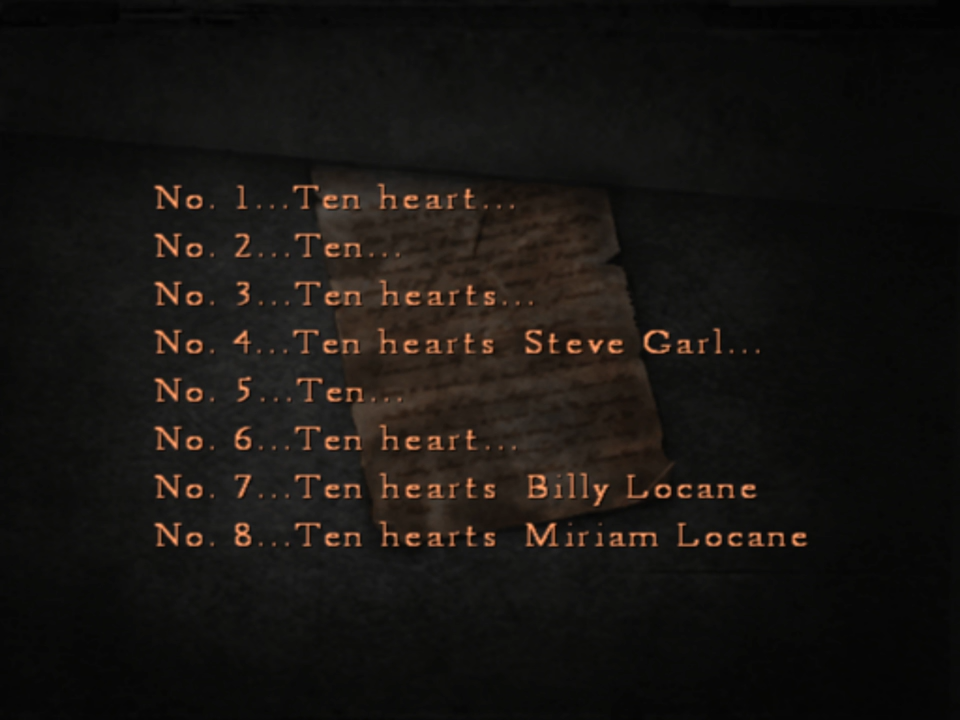 No. 1...Ten heart...
No. 2...Ten...
No. 3...Ten hearts...
No. 4...Ten hearts Steve Garl...
No. 5...Ten...
No. 6...Ten heart...
No. 7...Ten hearts Billy Locane
No. 8...Ten hearts Miriam Locane